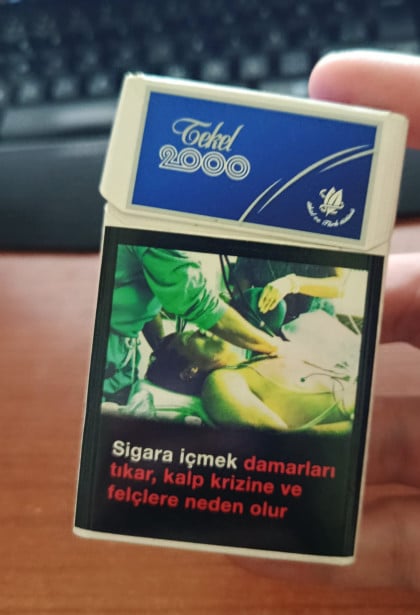 Tekel
2000
Sigara içmek damarları
tıkar, kalp krizine ve
felçlere neden olur